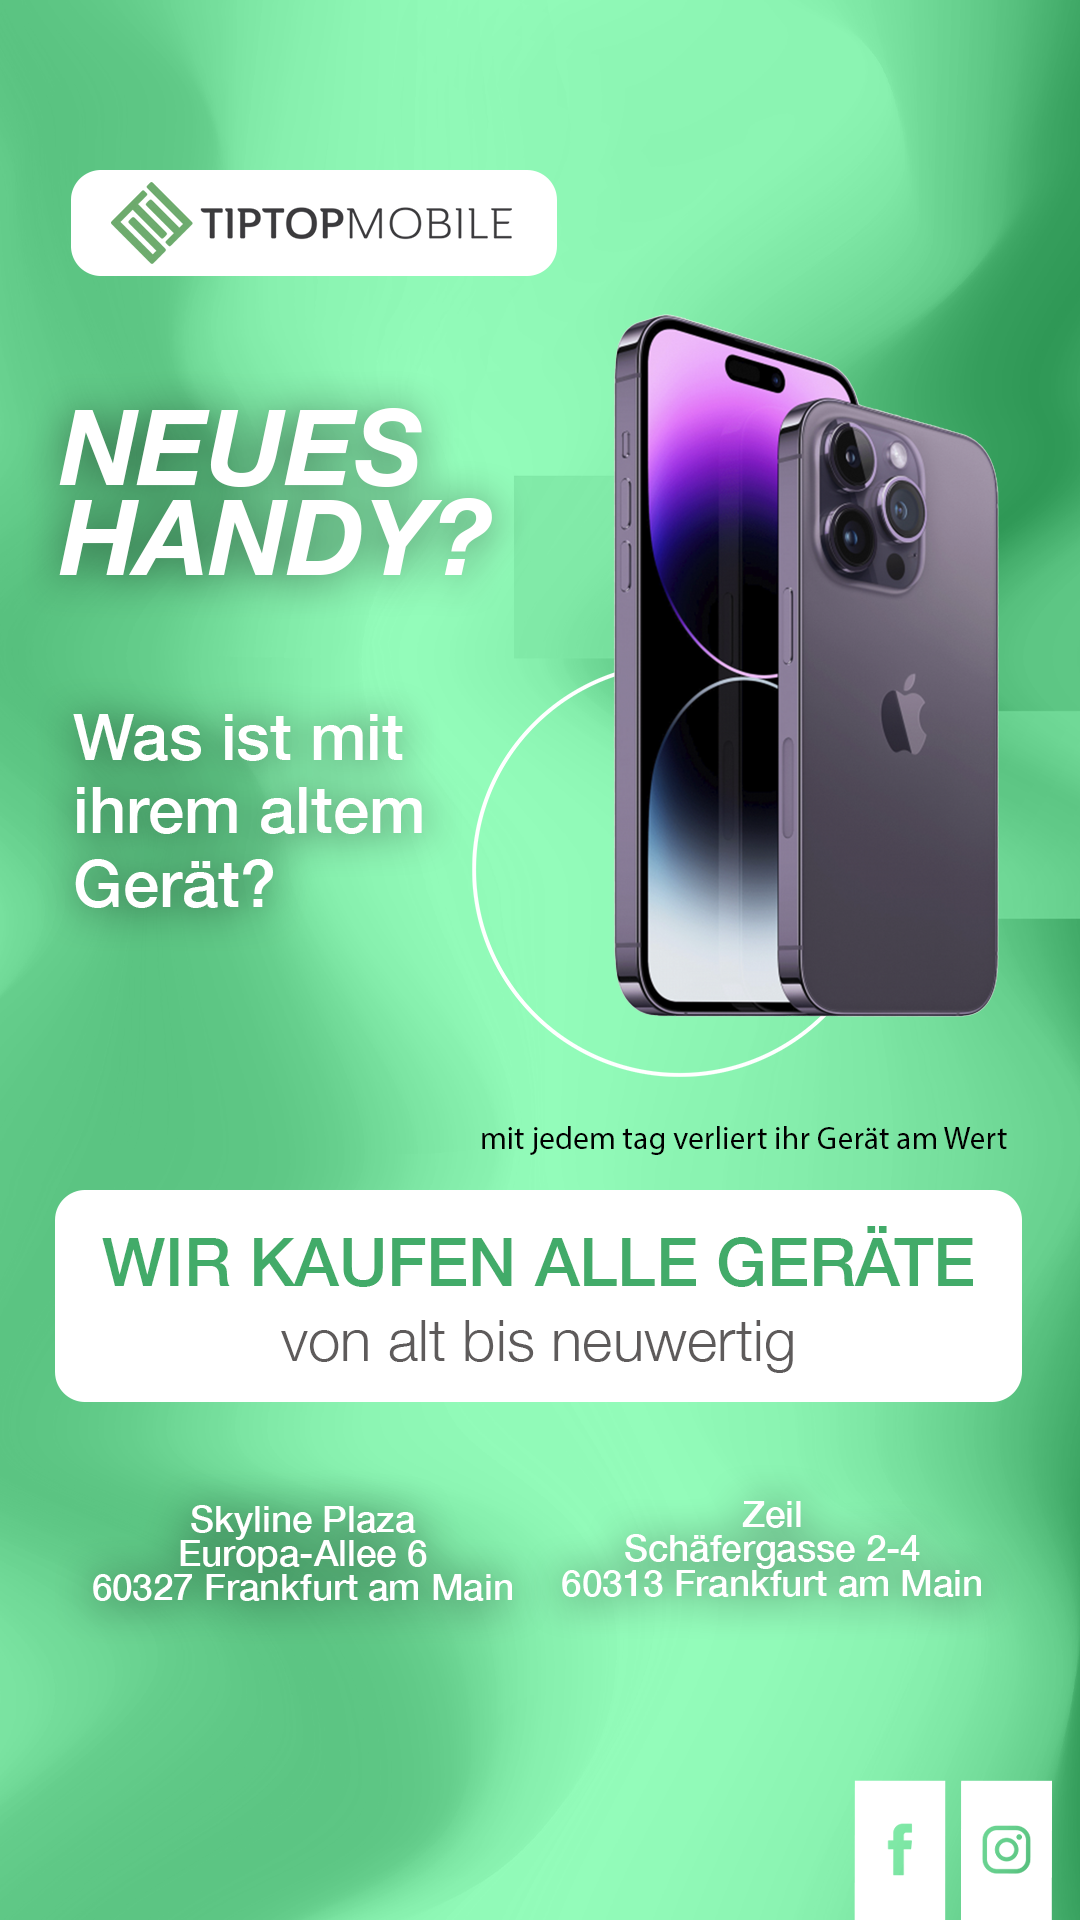 TIPTOPMOBILE
NEUES
HANDY?
Was ist mit
ihrem altem
Gerät?
mit jedem tag verliert ihr Gerät am Wert
WIR KAUFEN ALLE GERÄTE
von alt bis neuwertig
Skyline Plaza
Europa-Allee 6
60327 Frankfurt am Main
Zeil
Schäfergasse 2-4
60313 Frankfurt am Main